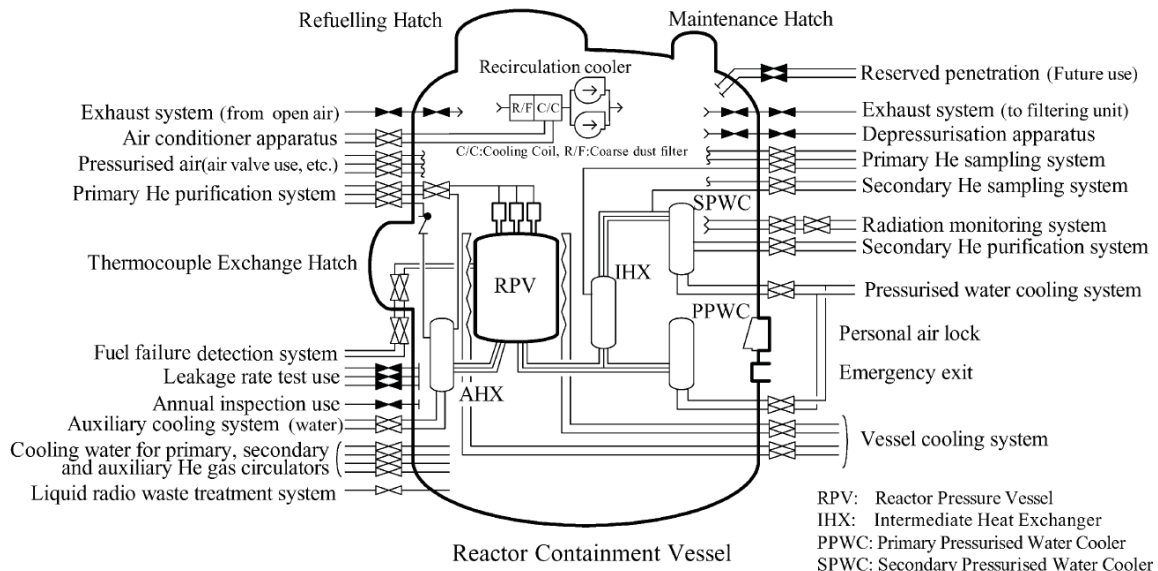 Refuelling Hatch
Maintenance Hatch
Recirculation cooler
R/F C/C
C/C:Cooling Coil, R/F:Coarse dust filter
Exhaust system (from open air)
Air conditioner apparatus
Pressurised air(air valve use, etc.)
Primary He purification system
Thermocouple Exchange Hatch
Fuel failure detection system
Leakage rate test use
Annual inspection use
Auxiliary cooling system (water)
Cooling water for primary, secondary
and auxiliary He gas circulators
Liquid radio waste treatment system
RPV
AHX
IHX
SPWC
PPWC
Reserved penetration (Future use)
Exhaust system (to filtering unit)
Depressurisation apparatus
Primary He sampling system
Secondary He sampling system
Radiation monitoring system
Secondary He purification system
Pressurised water cooling system
Personal air lock
Emergency exit
Vessel cooling system
Reactor Containment Vessel
RPV: Reactor Pressure Vessel
IHX: Intermediate Heat Exchanger
PPWC: Primary Pressurised Water Cooler
SPWC: Secondary Pressurised Water Cooler